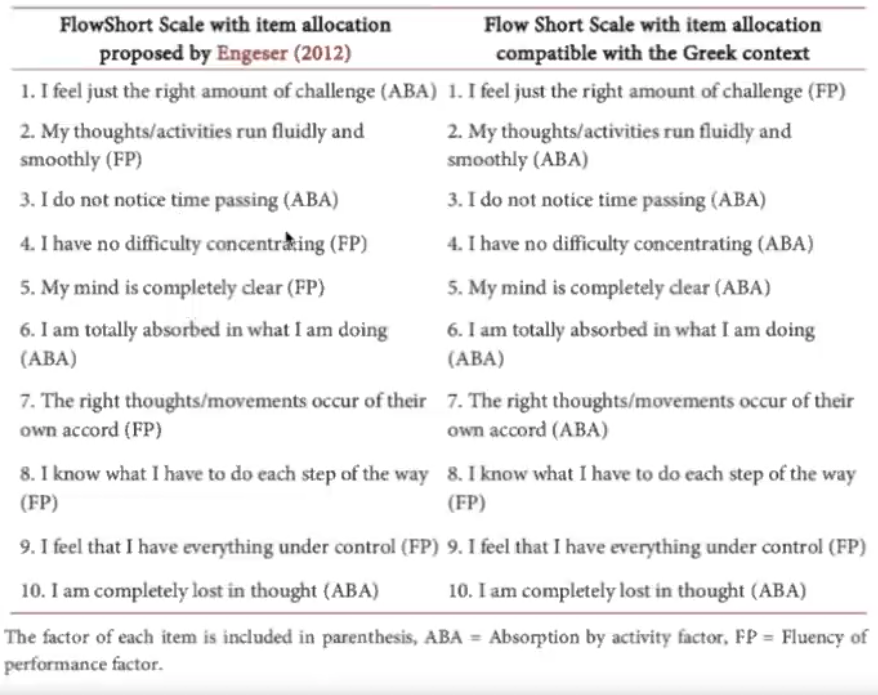 FlowShort Scale with item allocation
proposed by Engeser (2012)
Flow Short Scale with item allocation
compatible with the Greek context
1. I feel just the right amount of challenge (ABA)
1. I feel just the right amount of challenge (FP)
2. My thoughts/activities run fluidly and
smoothly (FP)
2. My thoughts/activities run fluidly and
smoothly (ABA)
3. I do not notice time passing (ABA)
3. I do not notice time passing (ABA)
4. I have no difficulty concentrating (FP)
4. I have no difficulty concentrating (ABA)
5. My mind is completely clear (FP)
5. My mind is completely clear (ABA)
6. I am totally absorbed in what I am doing
(ABA)
6. I am totally absorbed in what I am doing
(ABA)
7. The right thoughts/movements occur of their
own accord (FP)
7. The right thoughts/movements occur of their
own accord (ABA)
8. I know what I have to do each step of the way
(FP)
8. I know what I have to do each step of the way
(FP)
9. I feel that I have everything under control (FP)
9. I feel that I have everything under control (FP)
10. I am completely lost in thought (ABA)
10. I am completely lost in thought (ABA)
The factor of each item is included in parenthesis, ABA = Absorption by activity factor, FP = Fluency of
performance factor.